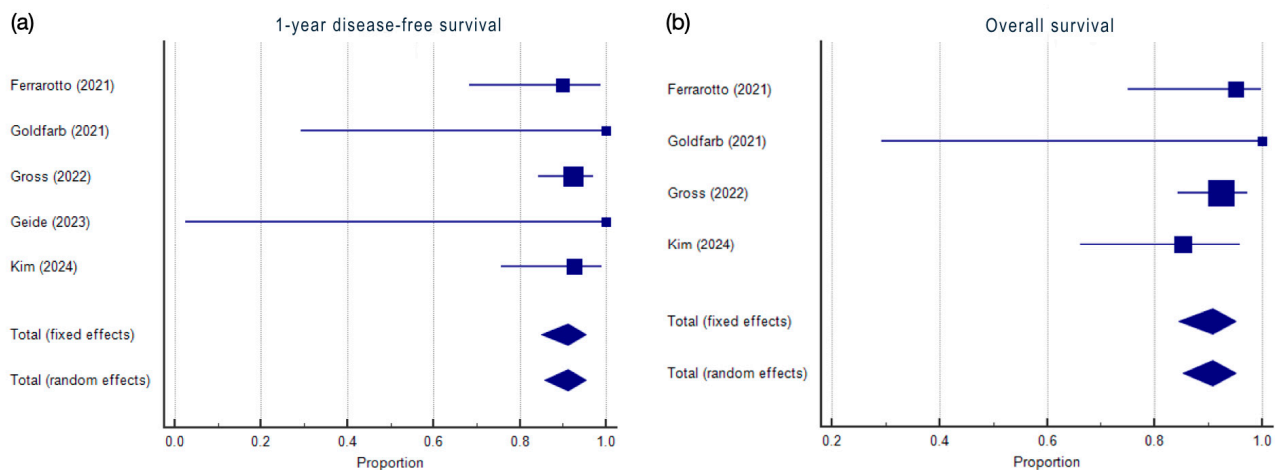 (a)
1-year disease-free survival
Ferrarotto (2021)
Goldfarb (2021)
Gross (2022)
Geide (2023)
Kim (2024)
Total (fixed effects)
Total (random effects)
0.0 0.2 0.4 0.6 0.8 1.0
Proportion
(b)
Overall survival
Ferrarotto (2021)
Goldfarb (2021)
Gross (2022)
Kim (2024)
Total (fixed effects)
Total (random effects)
0.2 0.4 0.6 0.8 1.0
Proportion